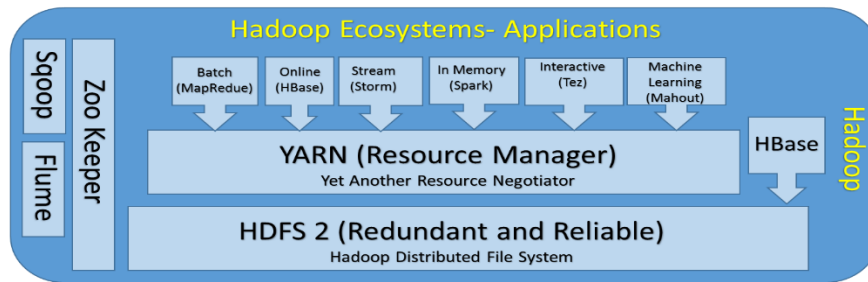 Hadoop Ecosystems- Applications
Sqoop
Flume
Zoo Keeper
Batch
(MapRedue)
Online
(HBase)
Stream
(Storm)
In Memory
(Spark)
Interactive
(Tez)
Machine
Learning
(Mahout)
YARN (Resource Manager)
Yet Another Resource Negotiator
HBase
Hadoop
HDFS 2 (Redundant and Reliable)
Hadoop Distributed File System